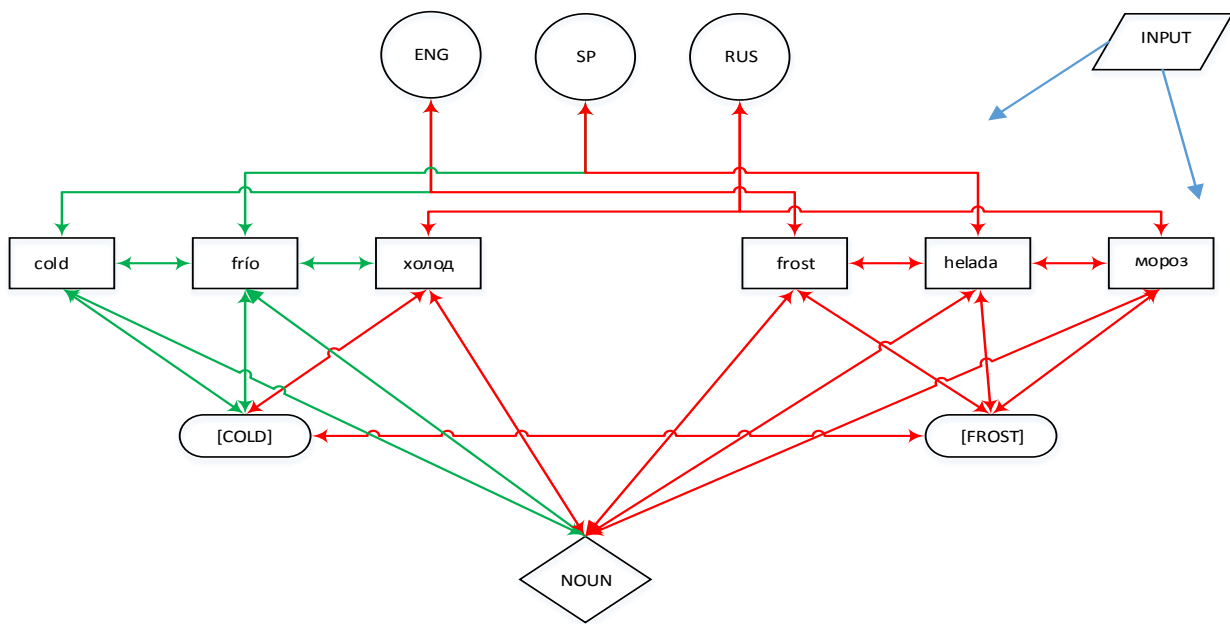 ENG
SP
RUS
INPUT
cold
frío
холод
frost
helada
мороз
[COLD]
[FROST]
NOUN